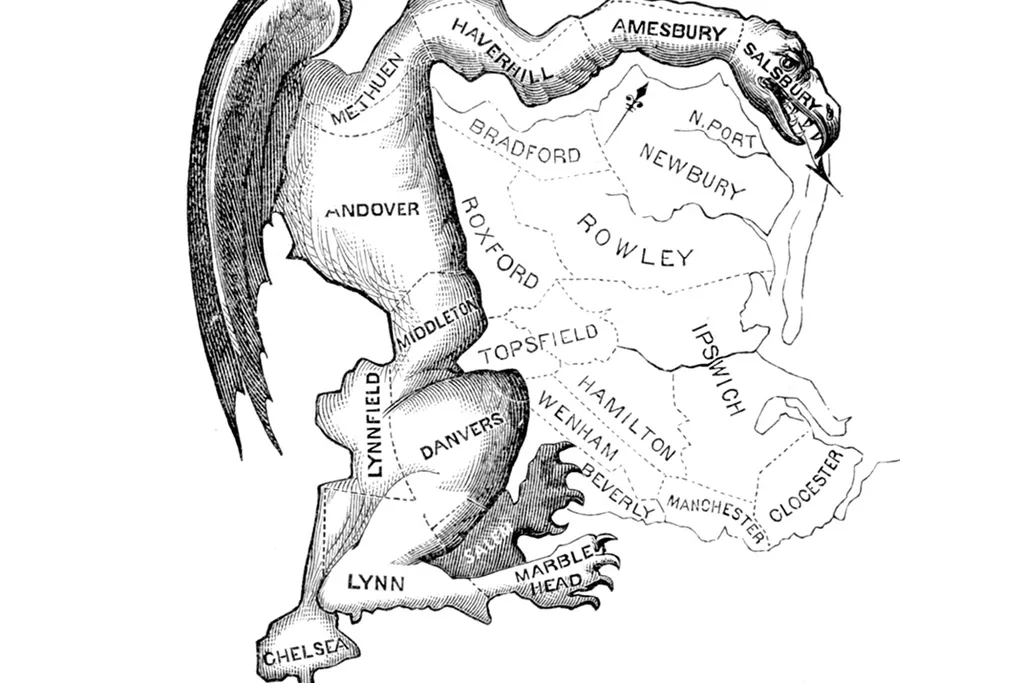 HAVERHILL
AMESBURY
SALSBURY
METHUEN
N. PORT
BRADFORD
NEWBURY
ANDOVER
ROXFORD
ROWLEY
MIDDLETON
TOPSFIELD
IPSWICH
LYNNFIELD
HAMILTON
WENHAM
DANVERS
BEVERLY
MANCHESTER
CLOCESTER
SALEM
MARBLE
HEAD
LYNN
CHELSEA